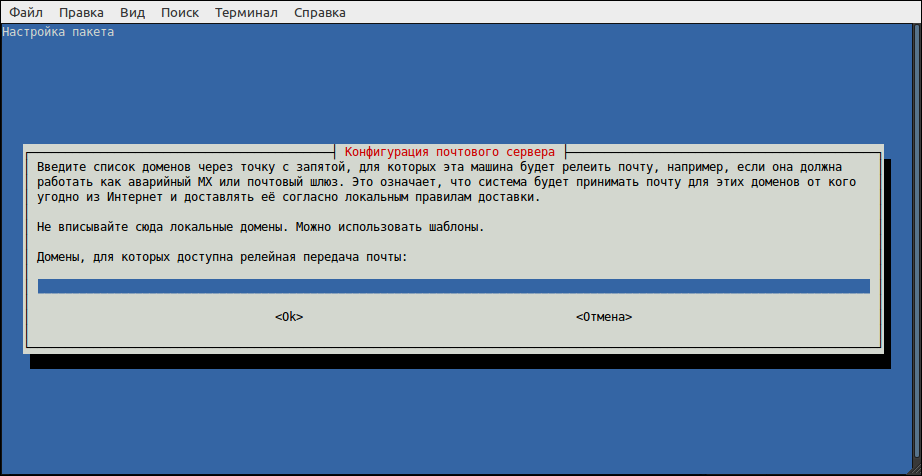 Файл Правка Вид Поиск Терминал Справка
Настройка пакета
Конфигурация почтового сервера
Введите список доменов через точку с запятой, для которых эта машина будет релеить почту, например, если она должна
работать как аварийный MX или почтовый шлюз. Это означает, что система будет принимать почту для этих доменов от кого
угодно из Интернет и доставлять её согласно локальным правилам доставки.
Не вписывайте сюда локальные домены. Можно использовать шаблоны.
Домены, для которых доступна релейная передача почты:
<Ok> <Отмена>